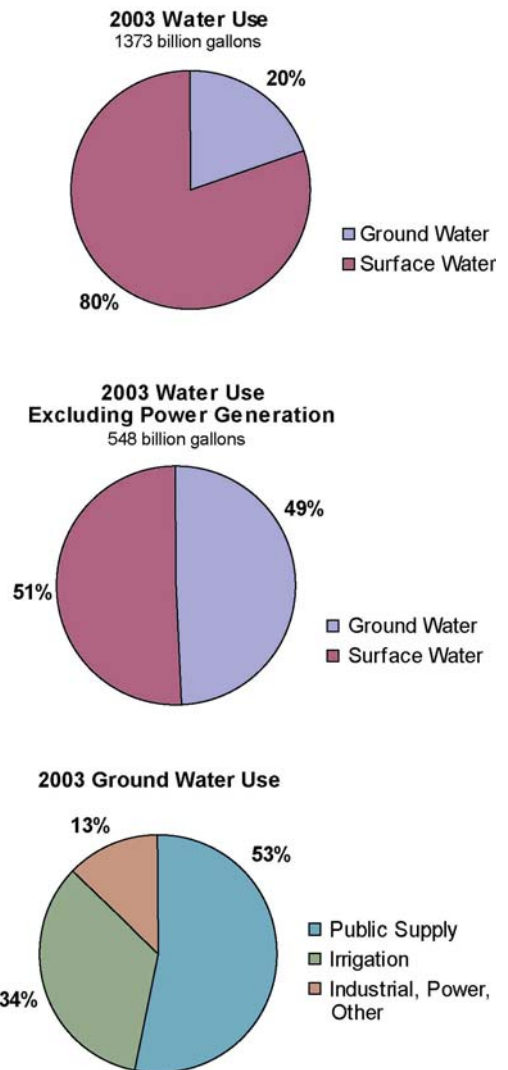 2003 Water Use
1373 billion gallons
20%
Ground Water
Surface Water
80%
2003 Water Use
Excluding Power Generation
548 billion gallons
49%
51%
Ground Water
Surface Water
2003 Ground Water Use
13%
53%
Public Supply
Irrigation
Industrial, Power,
Other
34%